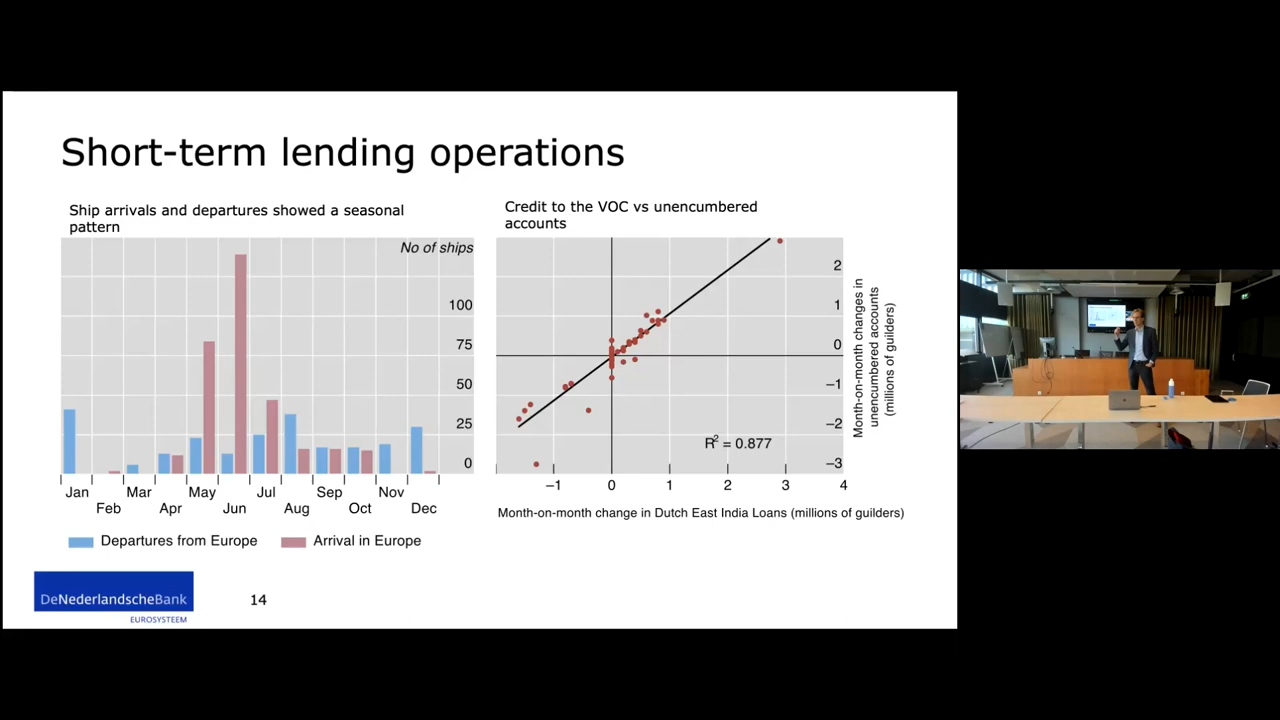 Short-term lending operations
Ship arrivals and departures showed a seasonal
pattern
No of ships
100
75
50
25
0
Jan
Feb
Mar
Apr
May
Jun
Jul
Aug
Sep
Oct
Nov
Dec
Departures from Europe
Arrival in Europe
Credit to the VOC vs unencumbered
accounts
2
1
0
–1
–2
–3
R² = 0.877
–1
0
1
2
3
4
Month-on-month change in Dutch East India Loans (millions of guilders)
Month-on-month changes in
unencumbered accounts
(millions of guilders)
DeNederlandscheBank
EUROSYSTEEM
14